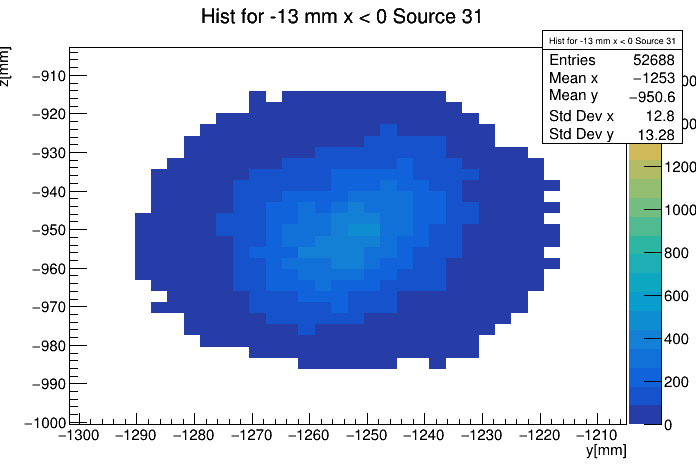 Hist for -13 mm x < 0 Source 31
z[mm]
Hist for -13 mm x < 0 Source 31
Entries 52688
Mean x −1253
Mean y −950.6
Std Dev x 12.8
Std Dev y 13.28
−910
−920
−930
−940
−950
−960
−970
−980
−990
−1000
−1300 −1290 −1280 −1270 −1260 −1250 −1240 −1230 −1220 −1210
y[mm]
1200
1000
800
600
400
200
0